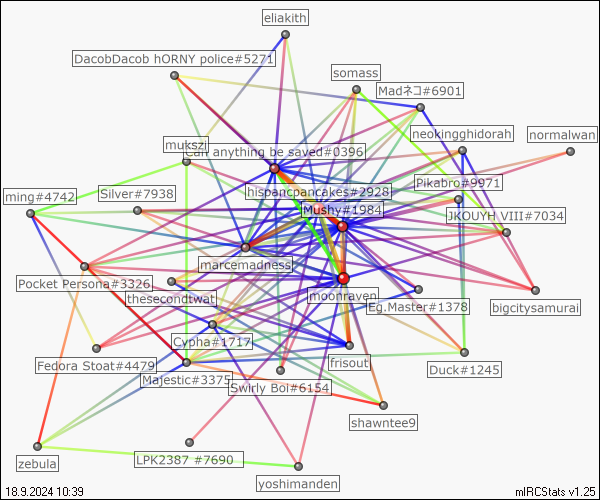 eliakith
DacobDacob hORNY police#5271
somass
Madネコ#6901
neokingghidorah
normalwan
mukszi
Can anything be saved#0396
Pikabro#9971
ming#4742
Silver#7938
hispanicpancakes#2928
Mushy#1984
JKOUYH_VIII#7034
marcemadness
Pocket Persona#3326
thesecondtwat
moonraven
Eg.Master#1378
bigcitysamurai
Cypha#1717
Fedora Stoat#4479
frisout
Duck#1245
Majestic#3375
Swirly Boi#6154
shawntee9
zebula
LPK2387 #7690
yoshimanden
18.9.2024 10:39
mIRCStats v1.25